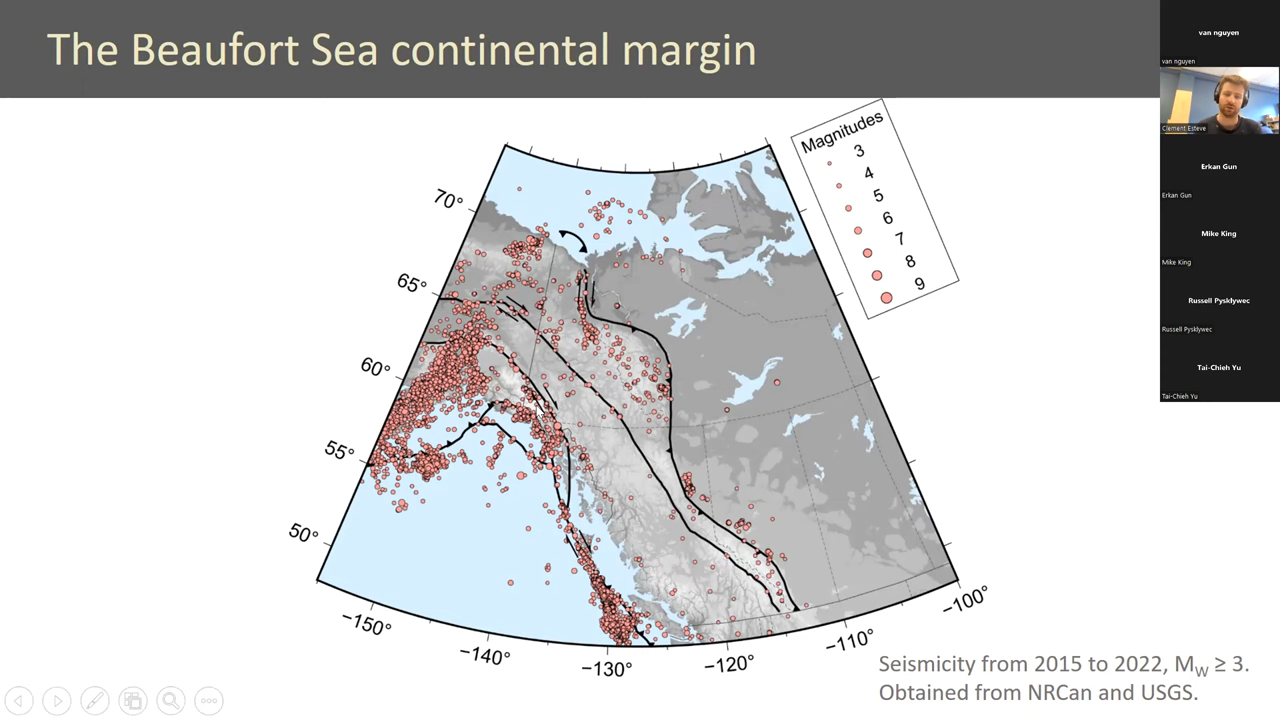 The Beaufort Sea continental margin
Magnitudes
3
4
5
6
7
8
9
70°
65°
60°
55°
50°
−150°
−140°
−130°
−120°
−110°
−100°
Seismicity from 2015 to 2022, MW ≥ 3.
Obtained from NRCan and USGS.
van nguyen
van nguyen
Clement Esteve
Erkan Gun
Erkan Gun
Mike King
Mike King
Russell Pysklywec
Russell Pysklywec
Tai-Chieh Yu
Tai-Chieh Yu